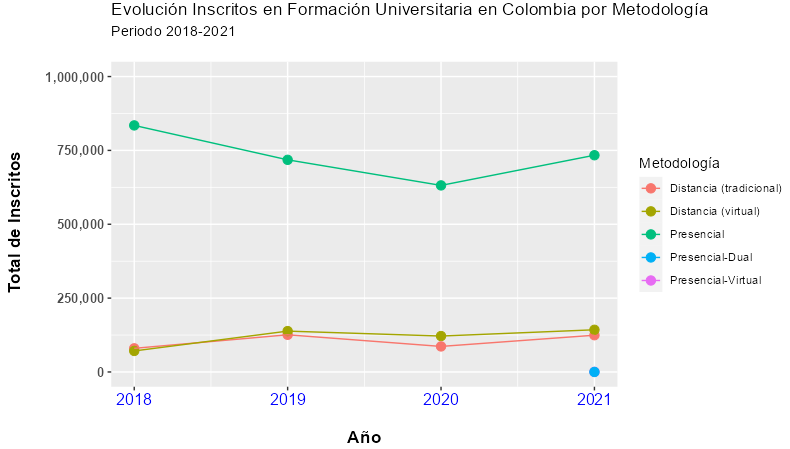 Evolución Inscritos en Formación Universitaria en Colombia por Metodología
Periodo 2018-2021
Total de Inscritos
1,000,000
750,000
500,000
250,000
0
2018 2019 2020 2021
Año
Metodología
Distancia (tradicional)
Distancia (virtual)
Presencial
Presencial-Dual
Presencial-Virtual